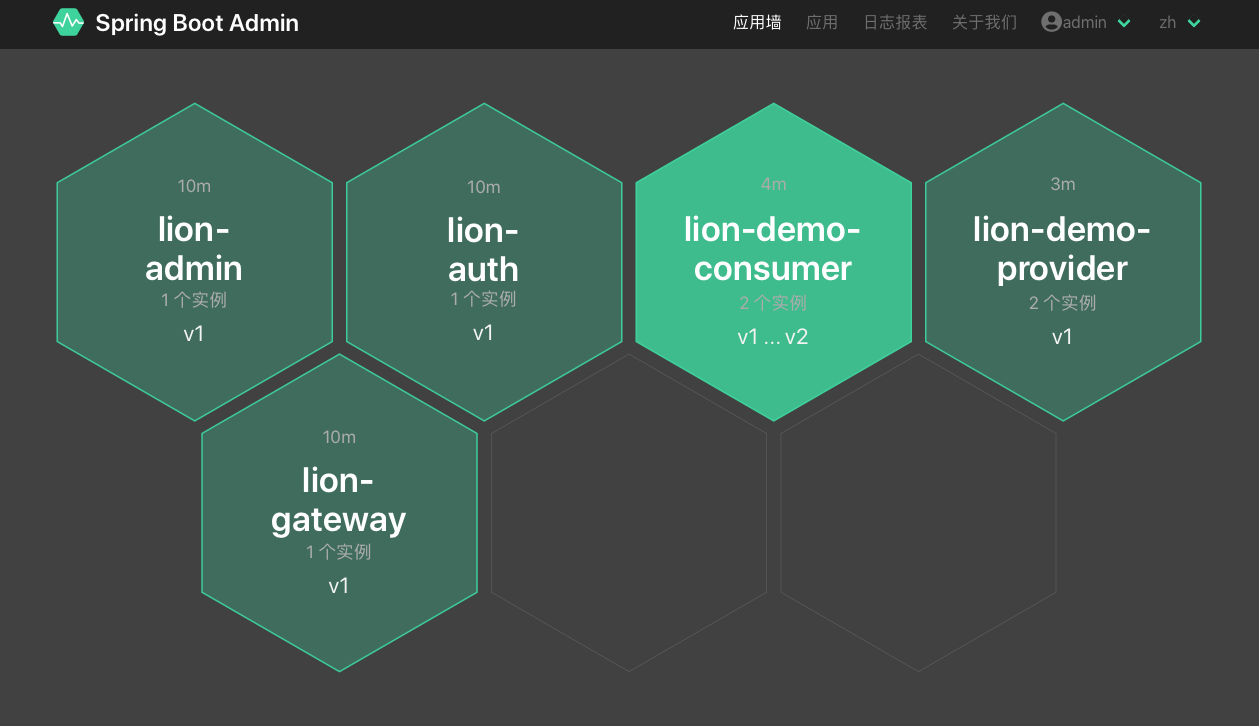 Spring Boot Admin
应用墙 应用 日志报表 关于我们 admin zh
10m
lion-
admin
1 个实例
v1
10m
lion-
auth
1 个实例
v1
4m
lion-demo-
consumer
2 个实例
v1 ... v2
3m
lion-demo-
provider
2 个实例
v1
10m
lion-
gateway
1 个实例
v1